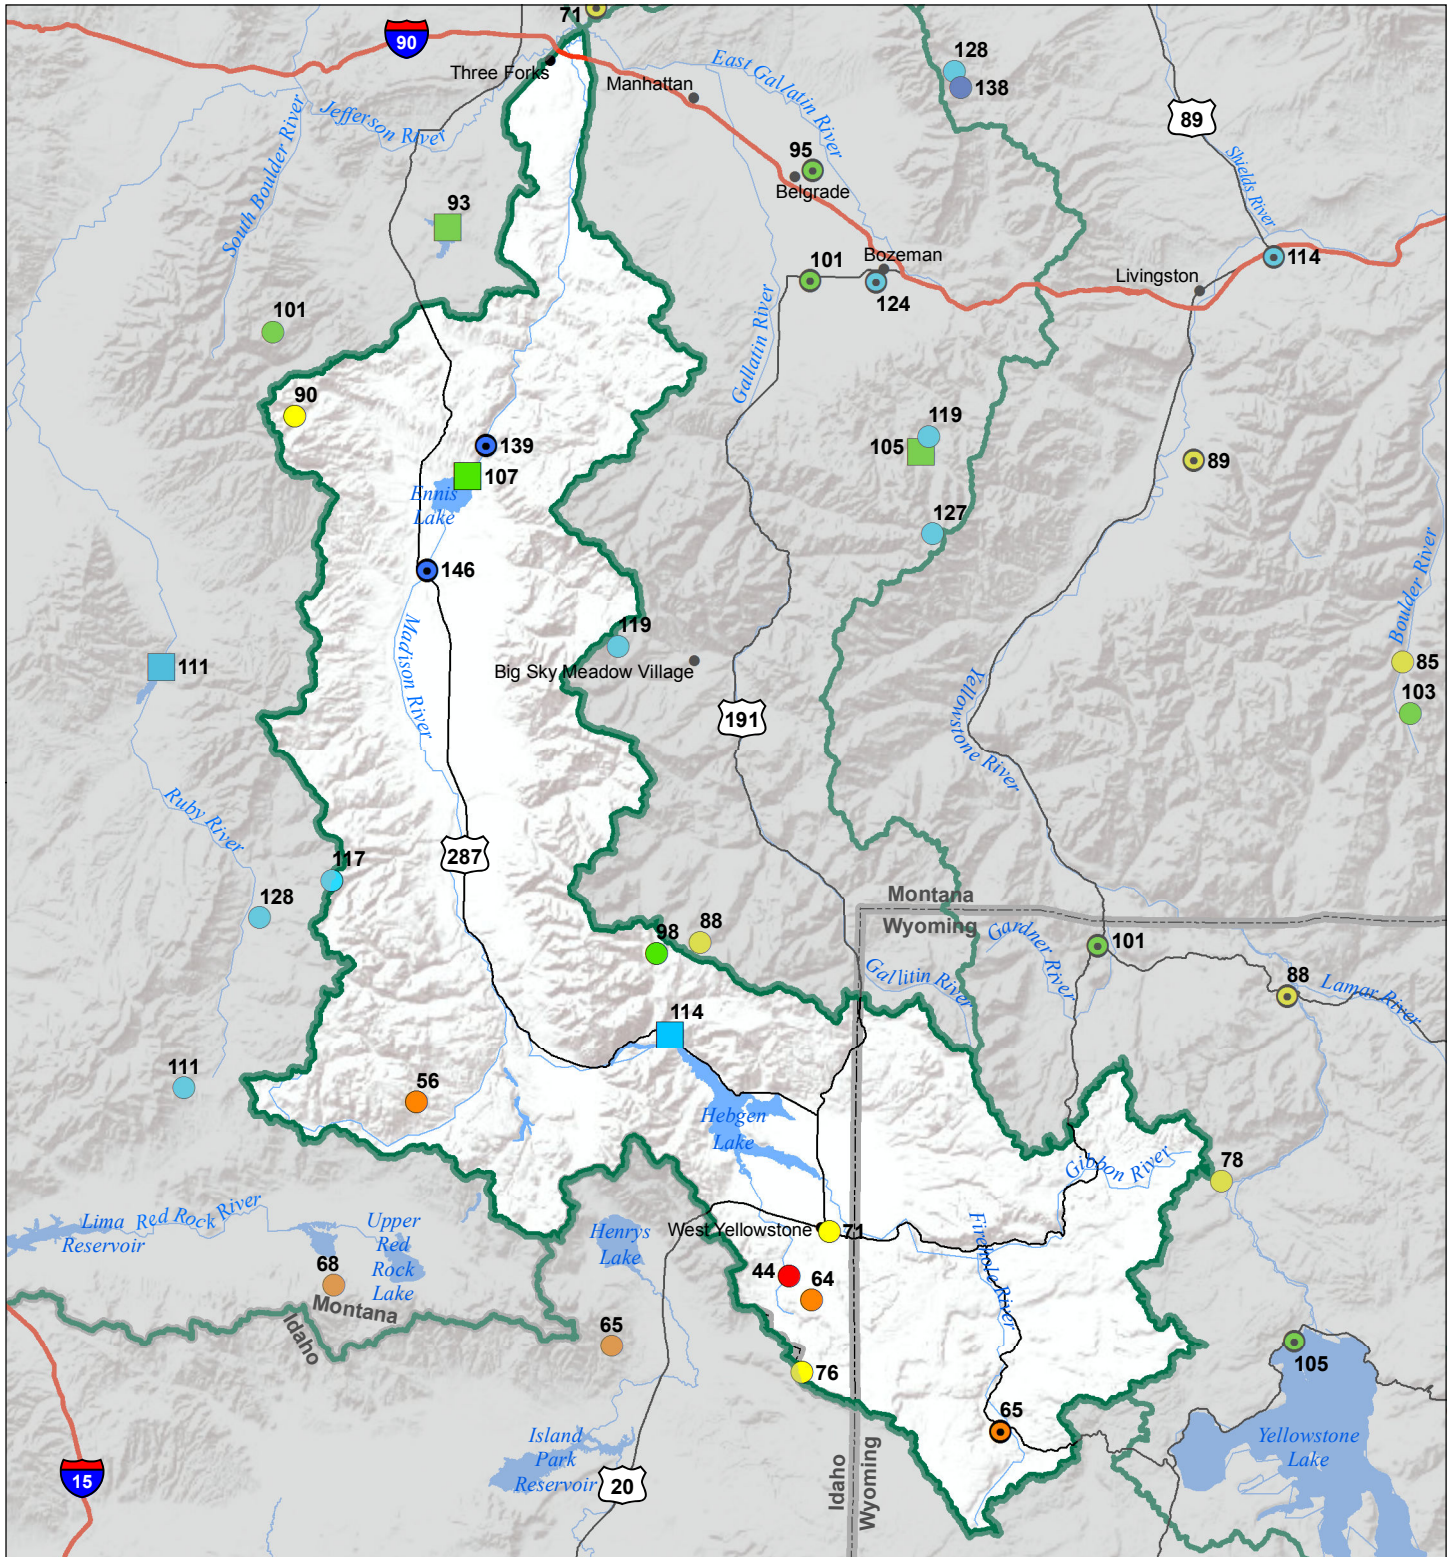 71
90
Three Forks
Manhattan
East Gallatin River
128
138
89
Jefferson River
South Boulder River
95
Belgrade
Shields River
93
101
Bozeman
124
Livingston
114
101
Gallatin River
90
139
107
Ennis
Lake
119
105
89
127
146
Madison River
Boulder River
119
Big Sky Meadow Village
111
85
103
191
Yellowstone River
Ruby River
287
117
128
Montana
Wyoming
88
98
Gardner River
101
Gallitin River
88
Lamar River
114
111
56
Hebgen
Lake
Gibbon River
78
Lima
Reservoir
Red Rock River
Upper
Red
Rock
Lake
Henrys
Lake
West Yellowstone
71
Firehole River
68
44
64
Montana
Idaho
65
76
105
65
Island
Park
Reservoir
20
15
Idaho
Wyoming
Yellowstone
Lake